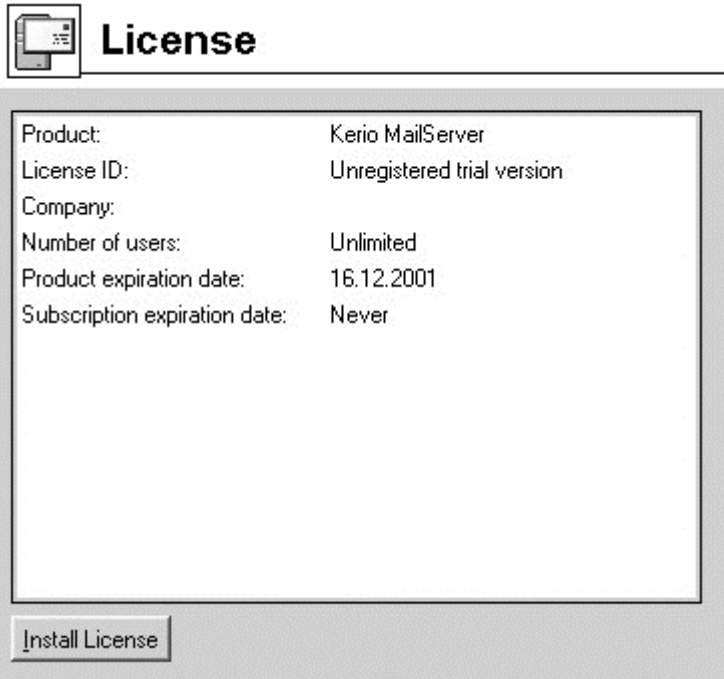 License
Product: Kerio MailServer
License ID: Unregistered trial version
Company:
Number of users: Unlimited
Product expiration date: 16.12.2001
Subscription expiration date: Never
Install License